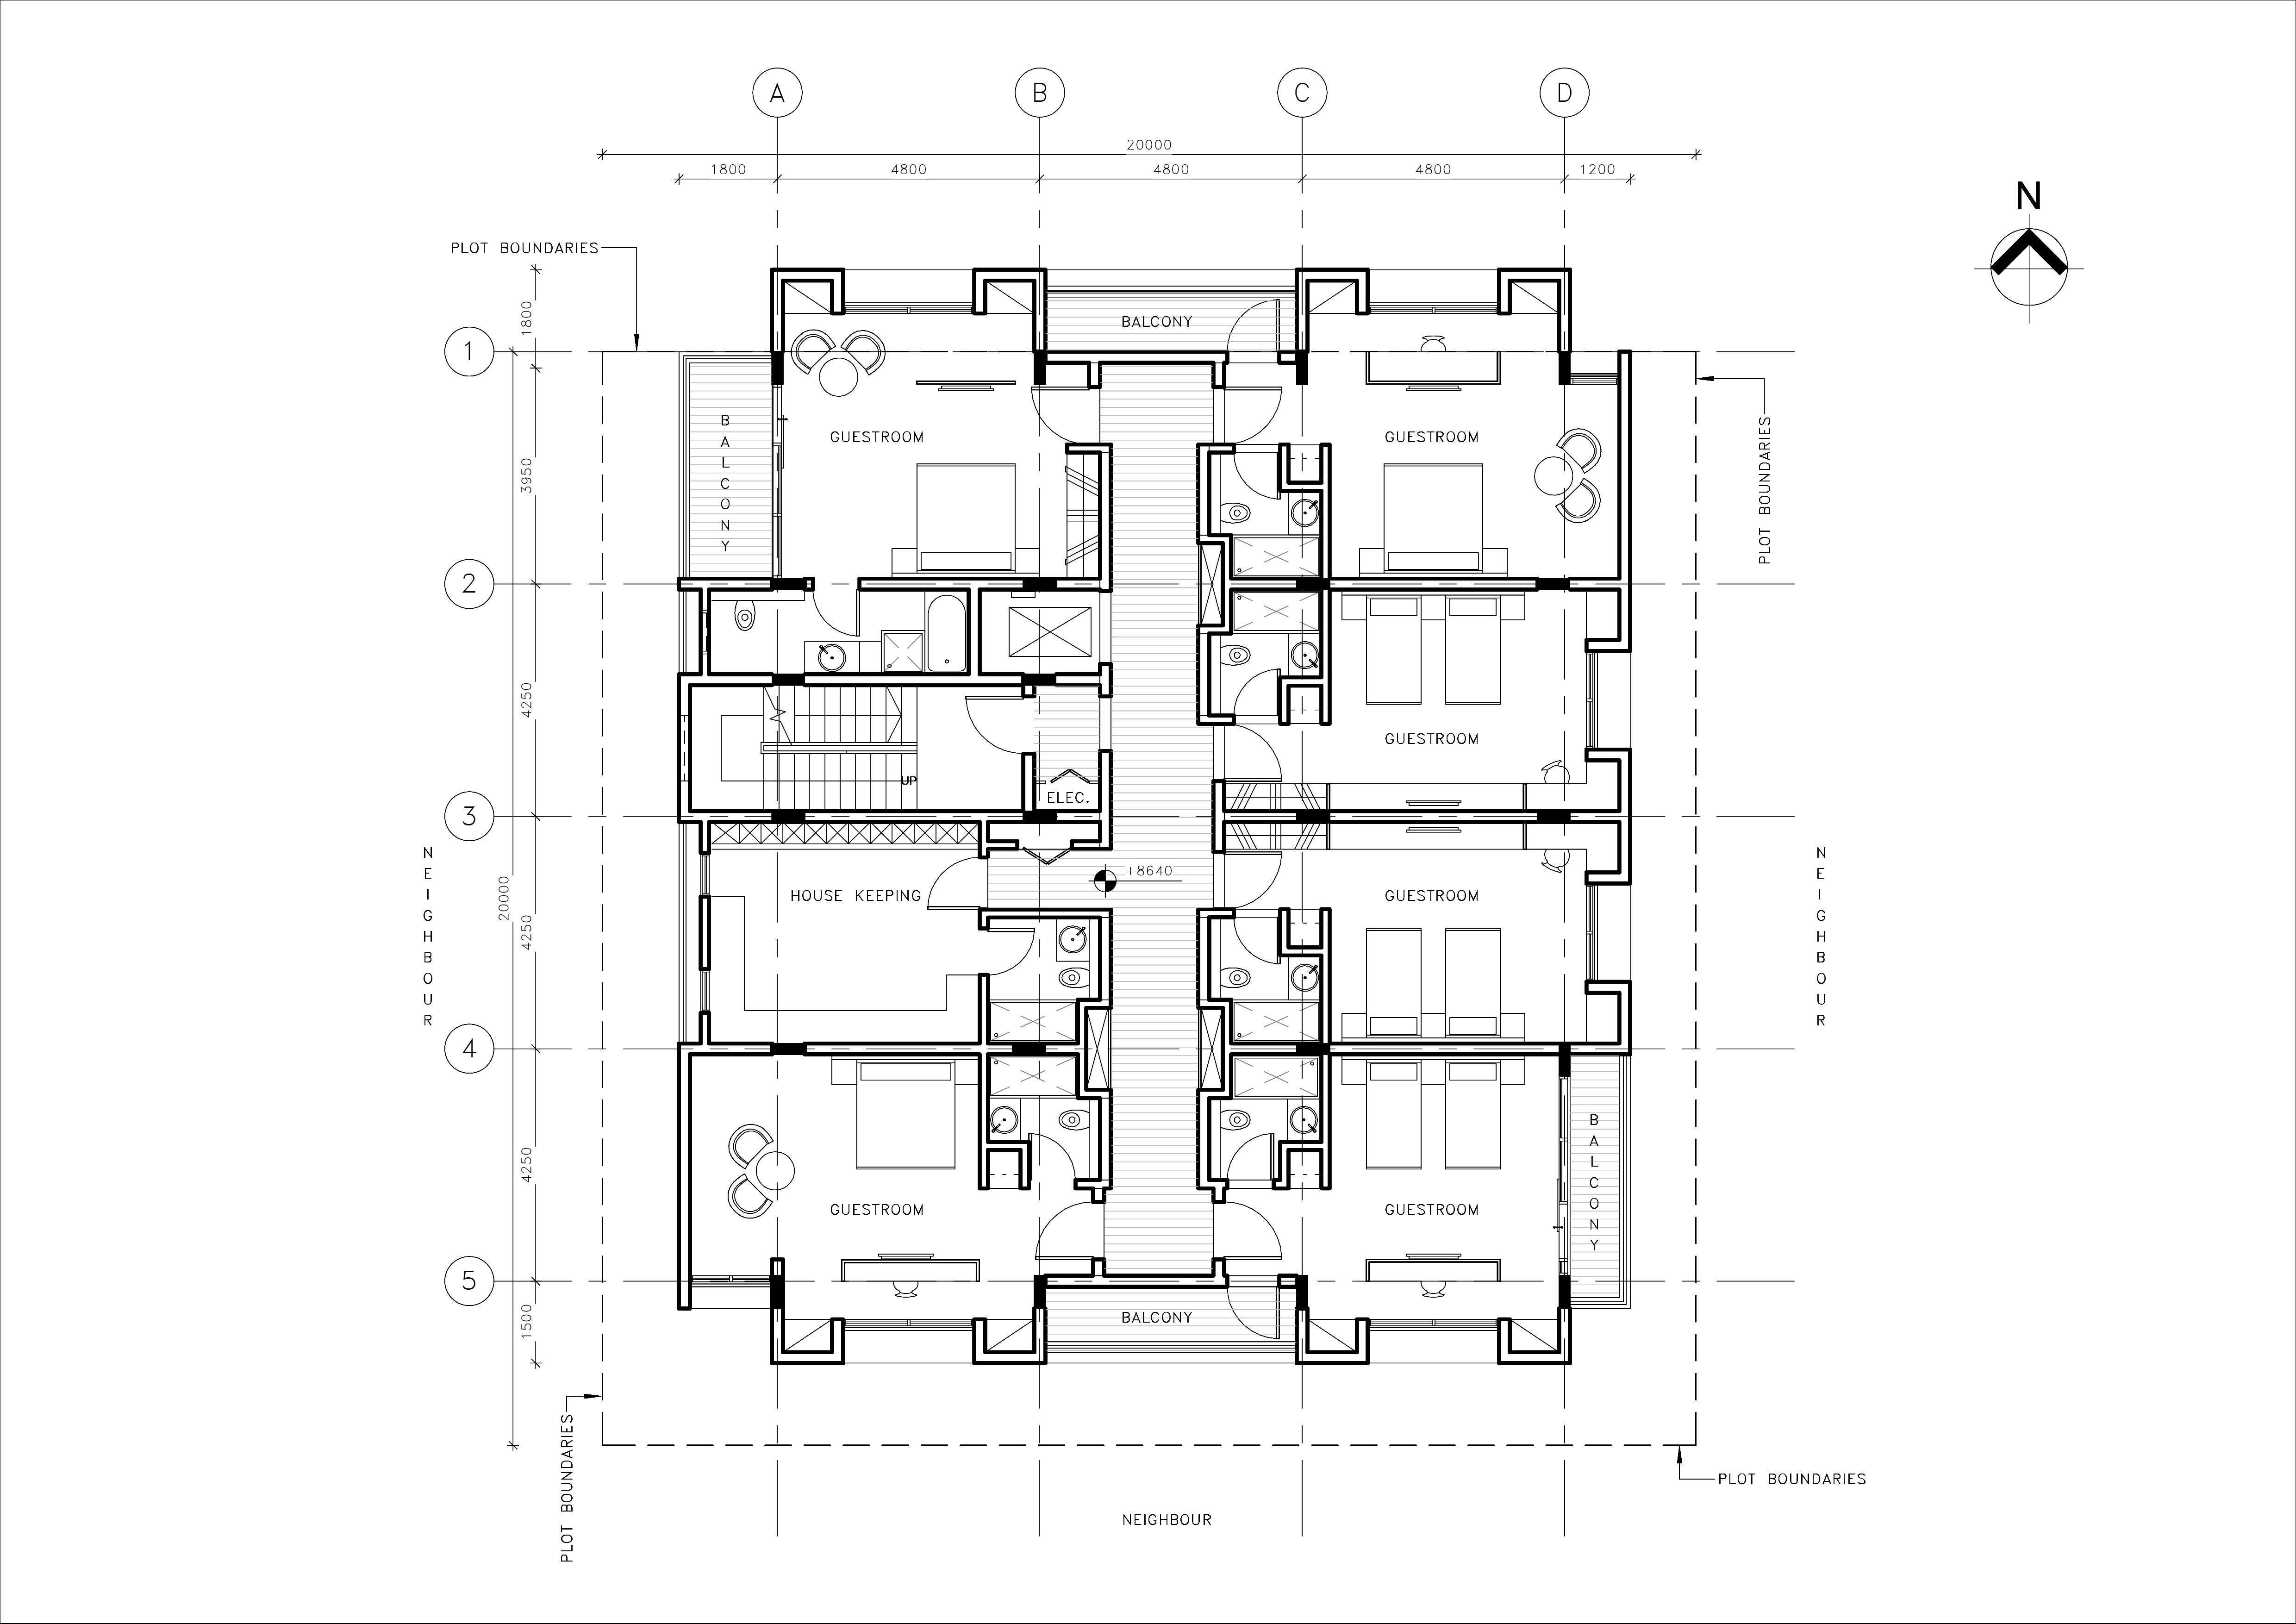 A B C D
20000
1800 4800 4800 4800 1200
N
PLOT BOUNDARIES
1800
BALCONY
1
PLOT BOUNDARIES
BALCONY
GUESTROOM
GUESTROOM
3950
2
4250
GUESTROOM
UP
ELEC.
3
NEIGHBOUR
20000
4250
HOUSE KEEPING
+8640
GUESTROOM
NEIGHBOUR
4
4250
GUESTROOM
GUESTROOM
BALCONY
5
1500
BALCONY
PLOT BOUNDARIES
PLOT BOUNDARIES
NEIGHBOUR